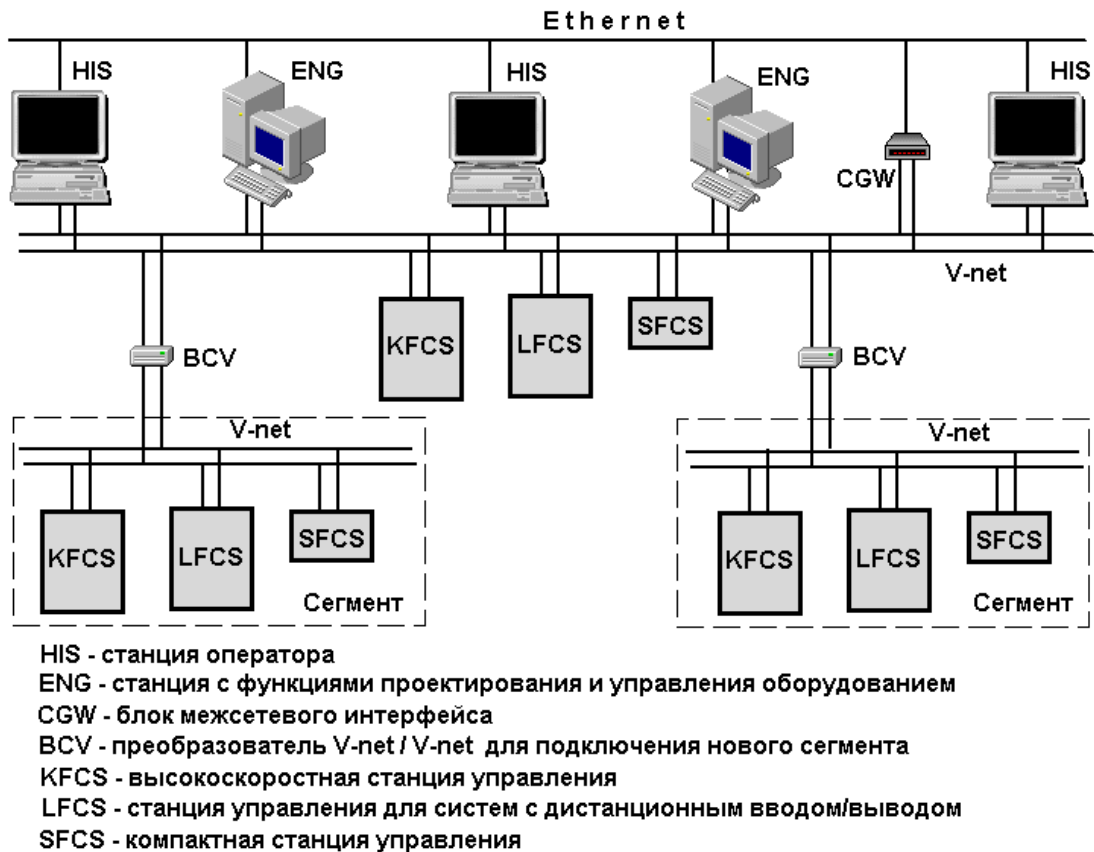 Ethernet
HIS ENG HIS ENG HIS
CGW
V-net
KFCS LFCS SFCS
BCV BCV
V-net V-net
KFCS LFCS SFCS KFCS LFCS SFCS
Сегмент Сегмент
HIS - станция оператора
ENG - станция с функциями проектирования и управления оборудованием
CGW - блок межсетевого интерфейса
BCV - преобразователь V-net / V-net для подключения нового сегмента
KFCS - высокоскоростная станция управления
LFCS - станция управления для систем с дистанционным вводом/выводом
SFCS - компактная станция управления